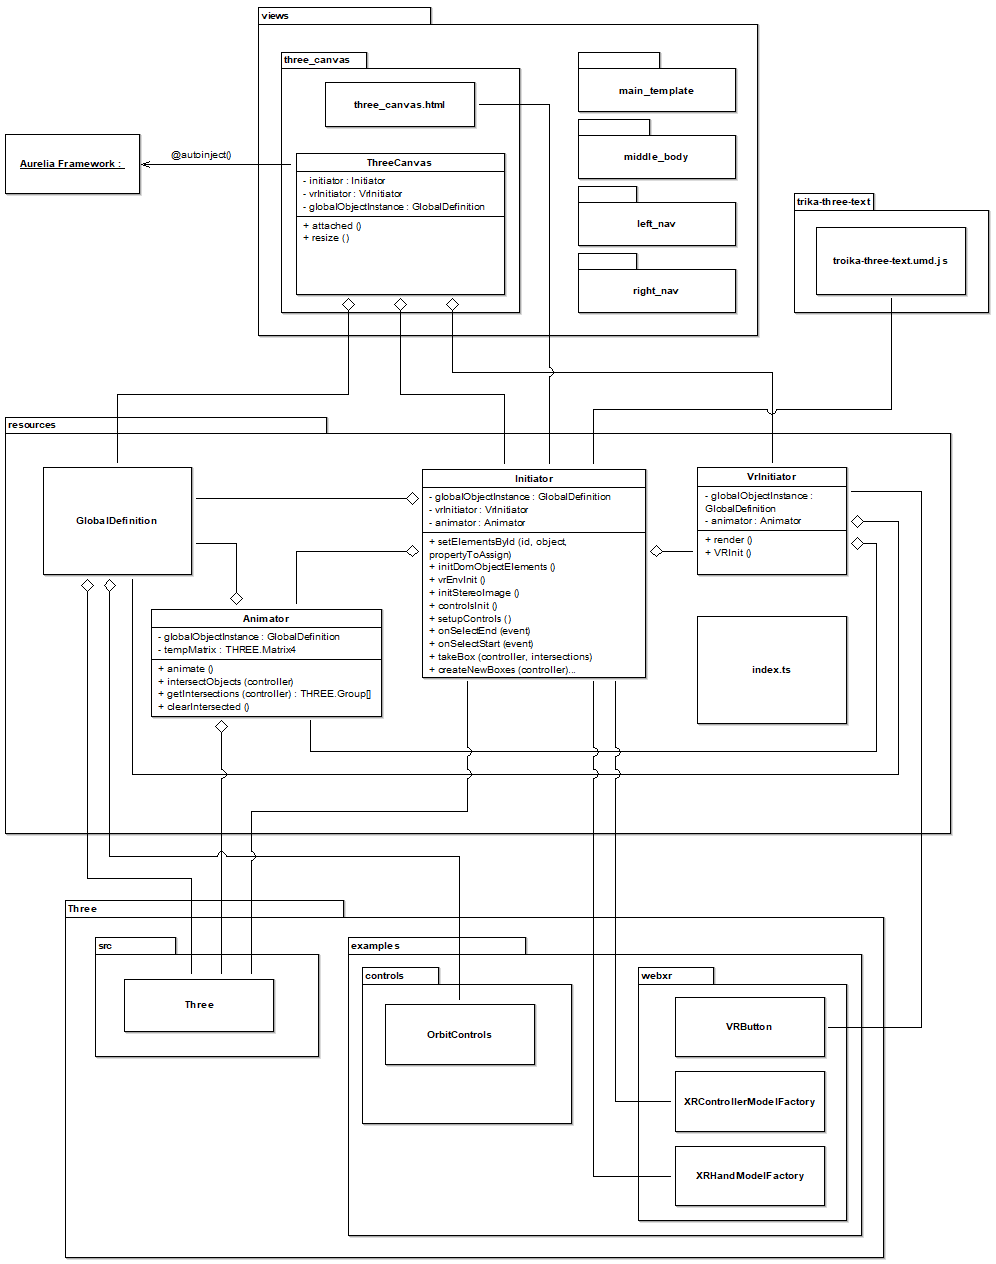 views
three_canvas
three_canvas.html
main_template
middle_body
left_nav
right_nav
Aurelia Framework :
@autoinject()
ThreeCanvas
- initiator : Initiator
- vrInitiator : VrInitiator
- globalObjectInstance : GlobalDefinition
+ attached ()
+ resize ()
trika-three-text
troika-three-text.umd.js
resources
GlobalDefinition
Initiator
- globalObjectInstance : GlobalDefinition
- vrInitiator : VrInitiator
- animator : Animator
+ setElementsById (id, object,
propertyToAssign)
+ initDomObjectElements ()
+ vrEnvInit ()
+ initStereoImage ()
+ controlsInit ()
+ setupControls ()
+ onSelectEnd (event)
+ onSelectStart (event)
+ takeBox (controller, intersections)
+ createNewBoxes (controller)...
VrInitiator
- globalObjectInstance :
GlobalDefinition
- animator : Animator
+ render ()
+ VRInit ()
Animator
- globalObjectInstance : GlobalDefinition
- tempMatrix : THREE.Matrix4
+ animate ()
+ intersectObjects (controller)
+ getIntersections (controller) : THREE.Group[]
+ clearIntersected ()
index.ts
Three
src
Three
examples
controls
OrbitControls
webxr
VRButton
XRControllerModelFactory
XRHandModelFactory